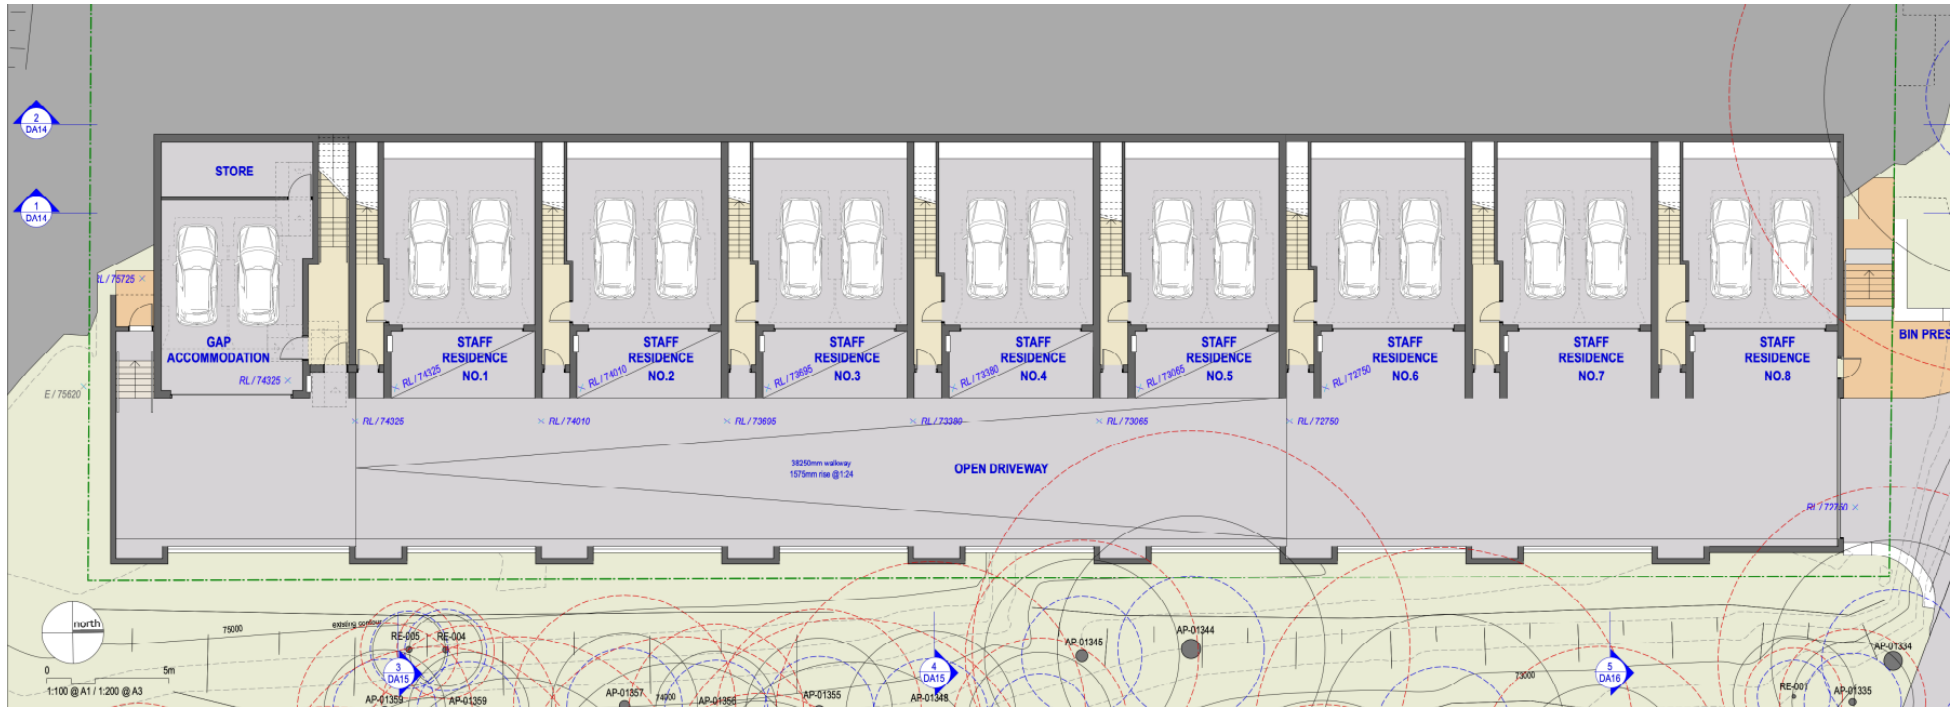 2
DA14
1
DA14
STORE
RL / 75725
GAP
ACCOMMODATION
RL / 74325
E / 75620
STAFF
RESIDENCE
NO.1
RL / 74325
STAFF
RESIDENCE
NO.2
RL / 74010
STAFF
RESIDENCE
NO.3
RL / 73695
STAFF
RESIDENCE
NO.4
RL / 73380
STAFF
RESIDENCE
NO.5
RL / 73065
STAFF
RESIDENCE
NO.6
RL / 72750
STAFF
RESIDENCE
NO.7
STAFF
RESIDENCE
NO.8
BIN PRES
RL / 74325
RL / 74010
RL / 73695
RL / 73380
RL / 73065
RL / 72750
38250mm walkway
1575mm rise @1:24
OPEN DRIVEWAY
RL / 72750
north
75000
existing contour
RE-005
RE-004
AP-01345
AP-01344
AP-01334
0
5m
1:100 @ A1 / 1:200 @ A3
3
DA15
4
DA15
5
DA16
AP-01359
AP-01359
AP-01357
74000
AP-01356
AP-01355
AP-01348
73000
RE-001
AP-01335